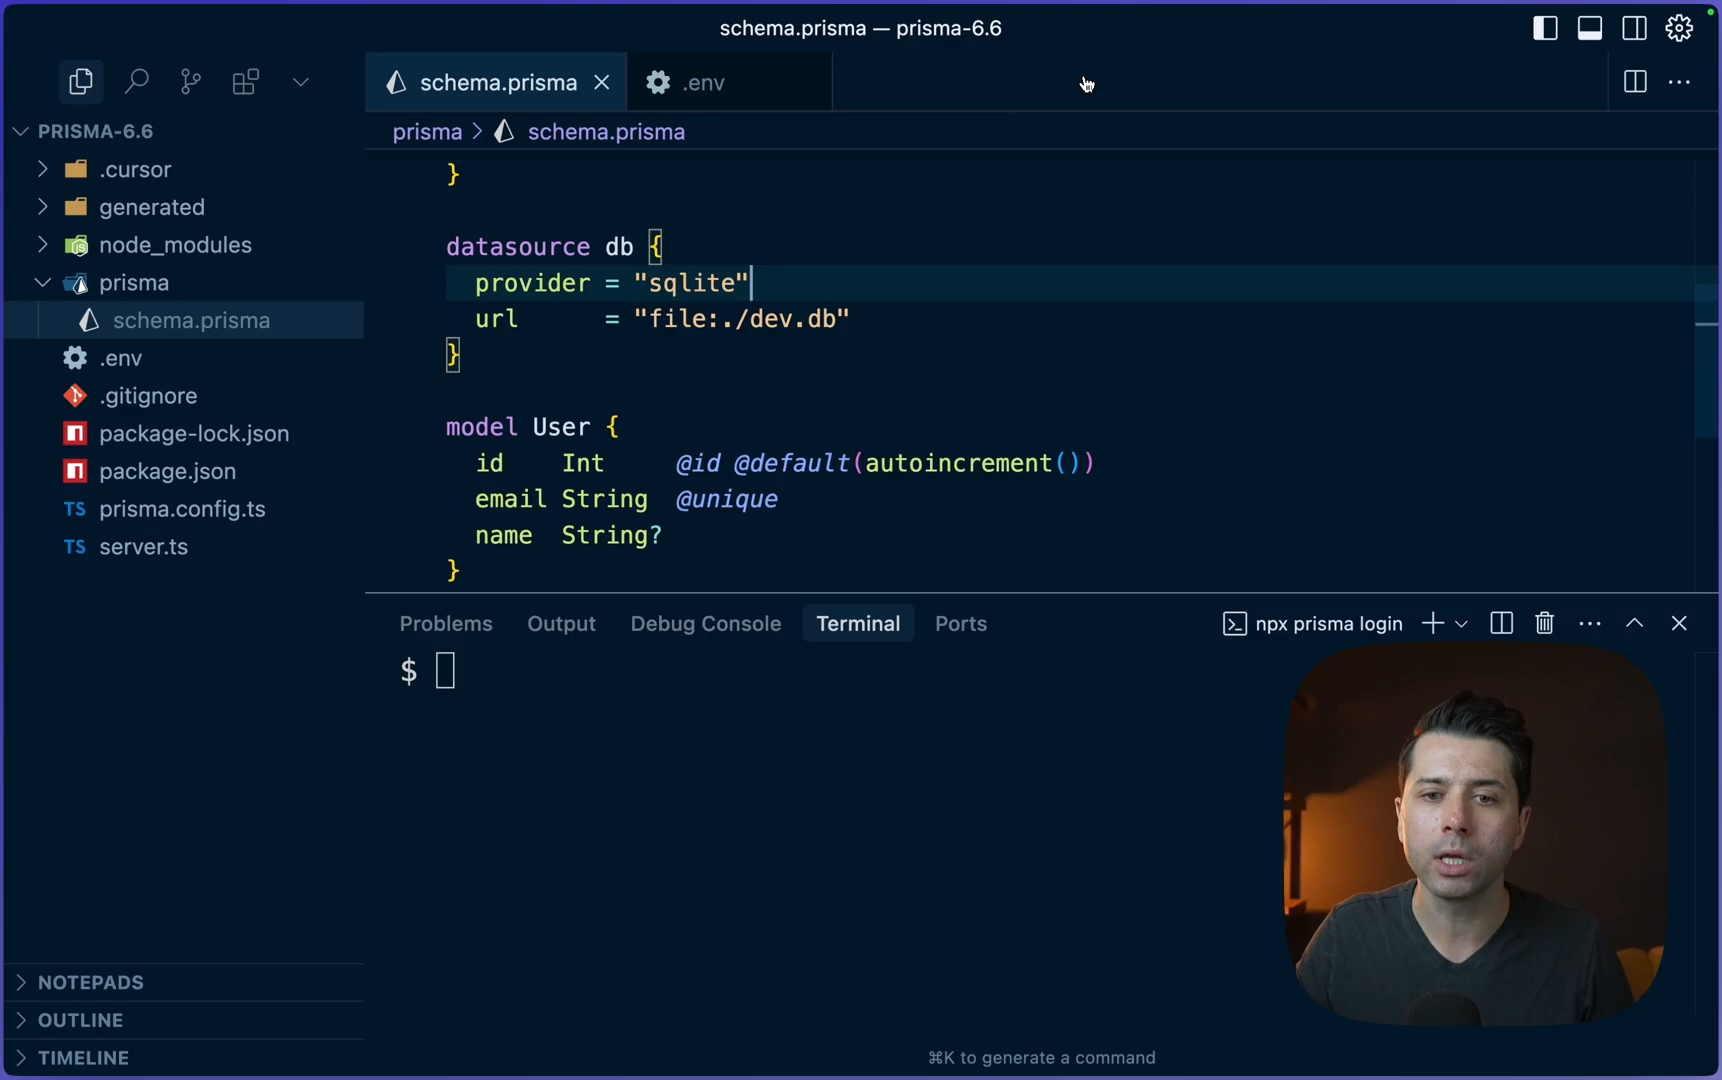 schema.prisma — prisma-6.6
schema.prisma
.env
PRISMA-6.6
prisma > schema.prisma
.cursor
generated
node_modules
prisma
schema.prisma
.env
.gitignore
package-lock.json
package.json
TS prisma.config.ts
TS server.ts
}
datasource db {
provider = "sqlite"
url = "file:./dev.db"
}
model User {
id Int @id @default(autoincrement())
email String @unique
name String?
}
Problems Output Debug Console Terminal Ports
npx prisma login
$
NOTEPADS
OUTLINE
TIMELINE
⌘K to generate a command